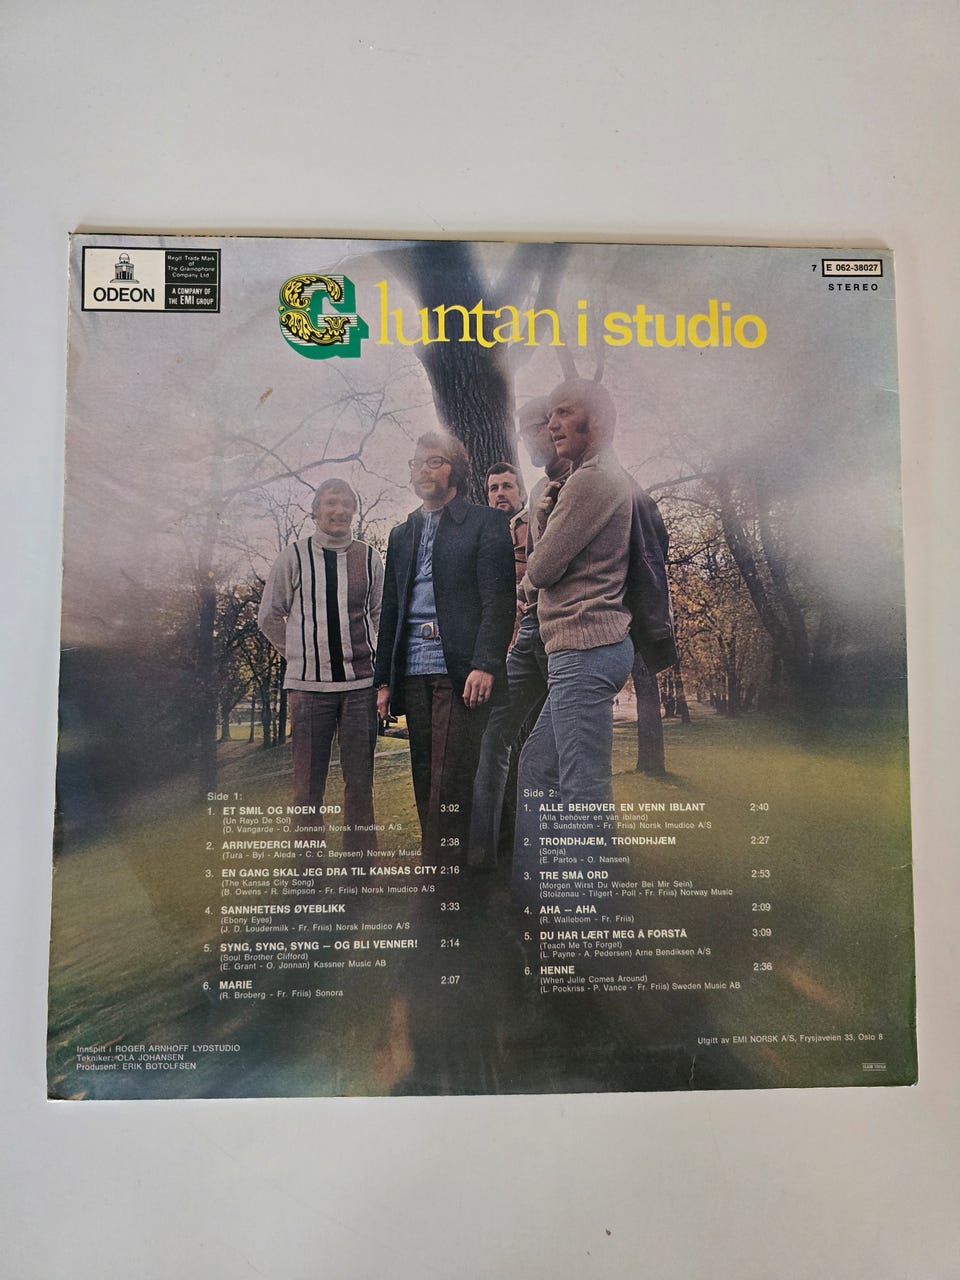 ODEON
Regd Trade Mark
of
The Gramophone
Company Ltd
A COMPANY OF
THE EMI GROUP
7 E 062-38027
STEREO
Gluntan i studio
Side 1:
1. ET SMIL OG NOEN ORD 3:02
(Un Rayo De Sol)
(D. Vangarde - O. Jonnan) Norsk Imudico A/S
2. ARRIVEDERCI MARIA 2:38
(Tura - Byl - Aleda - C. C. Bøyesen) Norway Music
3. EN GANG SKAL JEG DRA TIL KANSAS CITY 2:16
(The Kansas City Song)
(B. Owens - R. Simpson - Fr. Friis) Norsk Imudico A/S
4. SANNHETENS ØYEBLIKK 3:33
(Ebony Eyes)
(J. D. Loudermilk - Fr. Friis) Norsk Imudico A/S
5. SYNG, SYNG, SYNG – OG BLI VENNER! 2:14
(Soul Brother Clifford)
(E. Grant - O. Jonnan) Kassner Music AB
6. MARIE 2:07
(R. Broberg - Fr. Friis) Sonora
Side 2:
1. ALLE BEHØVER EN VENN IBLANT 2:40
(Alla behöver en vän ibland)
(B. Sundström - Fr. Friis) Norsk Imudico A/S
2. TRONDHJÆM, TRONDHJÆM 2:27
(Sonja)
(E. Partos - O. Nansen)
3. TRE SMÅ ORD 2:53
(Morgen Wirst Du Wieder Bei Mir Sein)
(Stolzenau - Tilgert - Poll - Fr. Friis) Norway Music
4. AHA – AHA 2:09
(R. Wallebom - Fr. Friis)
5. DU HAR LÆRT MEG Å FORSTÅ 3:09
(Teach Me To Forget)
(L. Payne - A. Pedersen) Arne Bendiksen A/S
6. HENNE 2:36
(When Julie Comes Around)
(L. Pockriss - P. Vance - Fr. Friis) Sweden Music AB
Innspilt i ROGER ARNHOFF LYDSTUDIO
Tekniker: OLA JOHANSEN
Produsent: ERIK BOTOLFSEN
Utgitt av EMI NORSK A/S, Frysjaveien 33, Oslo 8